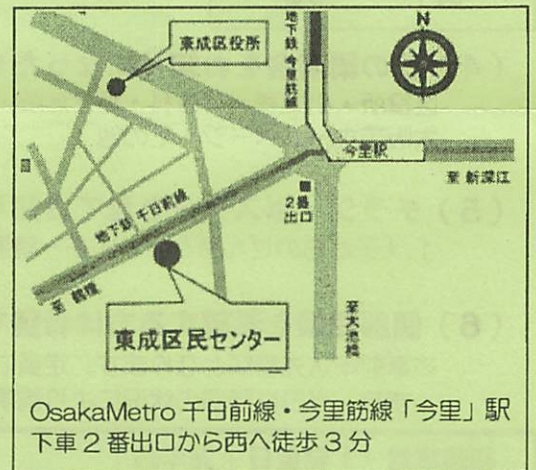 東成区役所
N
地下鉄 今里筋線
今里駅
至 新深江
地下鉄 千日前線
2番出口
至 鶴橋
至大池橋
東成区民センター
OsakaMetro 千日前線・今里筋線「今里」駅
下車2番出口から西へ徒歩3分